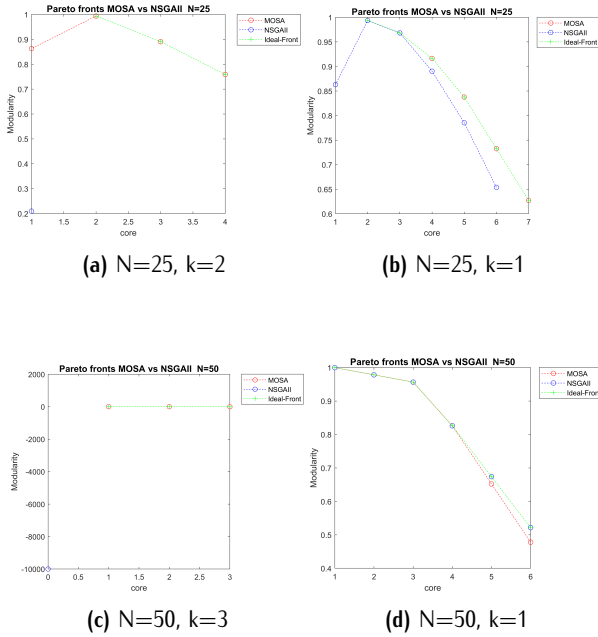 Pareto fronts MOSA vs NSGAII N=25
1
0.9
0.8
0.7
0.6
0.5
0.4
0.3
0.2
Modularity
1 1.5 2 2.5 3 3.5 4
core
MOSA
NSGAII
Ideal-Front
(a) N=25, k=2
Pareto fronts MOSA vs NSGAII N=25
1
0.95
0.9
0.85
0.8
0.75
0.7
0.65
0.6
Modularity
1 2 3 4 5 6 7
core
MOSA
NSGAII
Ideal-Front
(b) N=25, k=1
Pareto fronts MOSA vs NSGAII N=50
2000
0
-2000
-4000
-6000
-8000
-10000
Modularity
0 0.5 1 1.5 2 2.5 3
core
MOSA
NSGAII
Ideal-Front
(c) N=50, k=3
Pareto fronts MOSA vs NSGAII N=50
1
0.9
0.8
0.7
0.6
0.5
0.4
Modularity
1 2 3 4 5 6
core
MOSA
NSGAII
Ideal-Front
(d) N=50, k=1